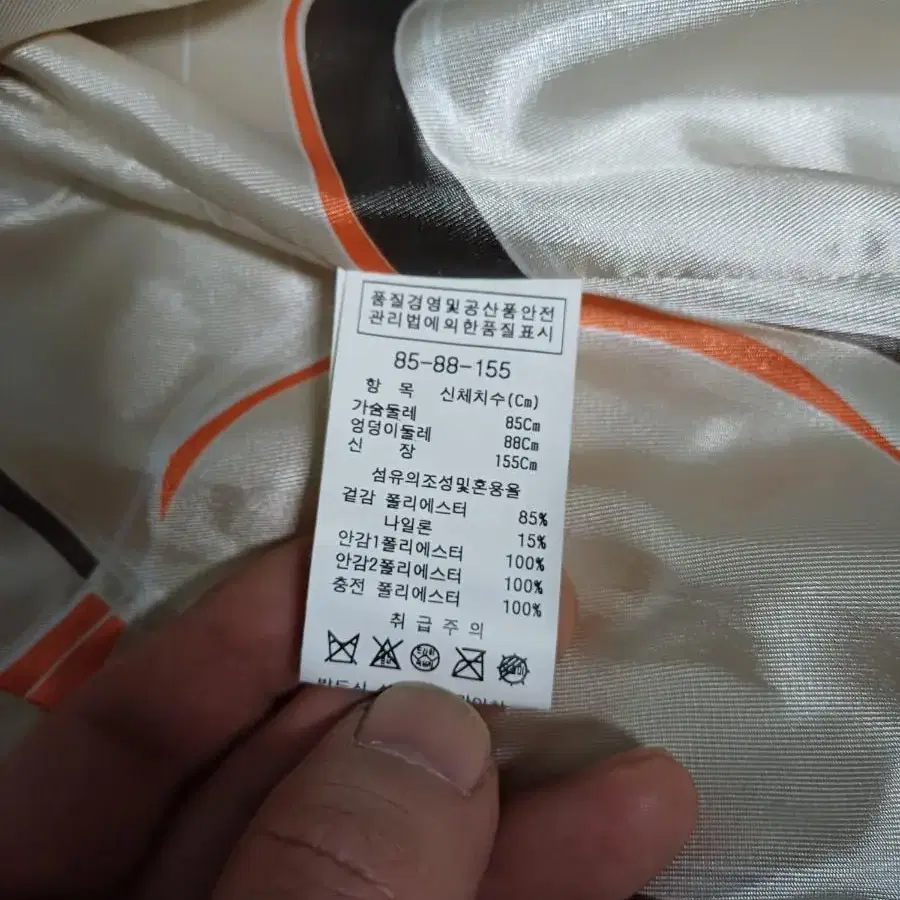 품질경영및공산품안전
관리법에의한품질표시
85-88-155
항 목 신체치수(Cm)
가슴둘레 85Cm
엉덩이둘레 88Cm
신 장 155Cm
섬유의조성및혼용율
겉감 폴리에스터 85%
나일론 15%
안감1폴리에스터 100%
안감2폴리에스터 100%
충전 폴리에스터 100%
취 급 주 의